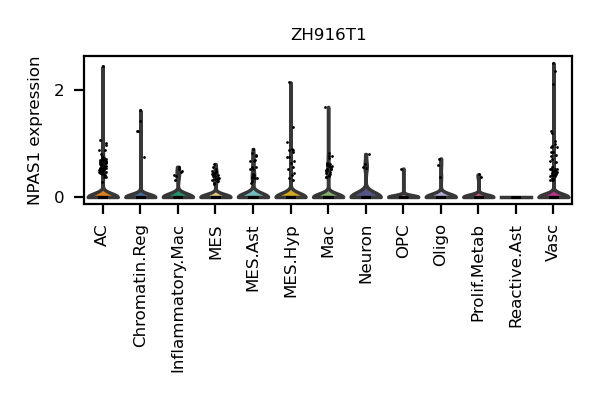 ZH916T1
NPAS1 expression
2
0
AC
Chromatin.Reg
Inflammatory.Mac
MES
MES.Ast
MES.Hyp
Mac
Neuron
OPC
Oligo
Prolif.Metab
Reactive.Ast
Vasc